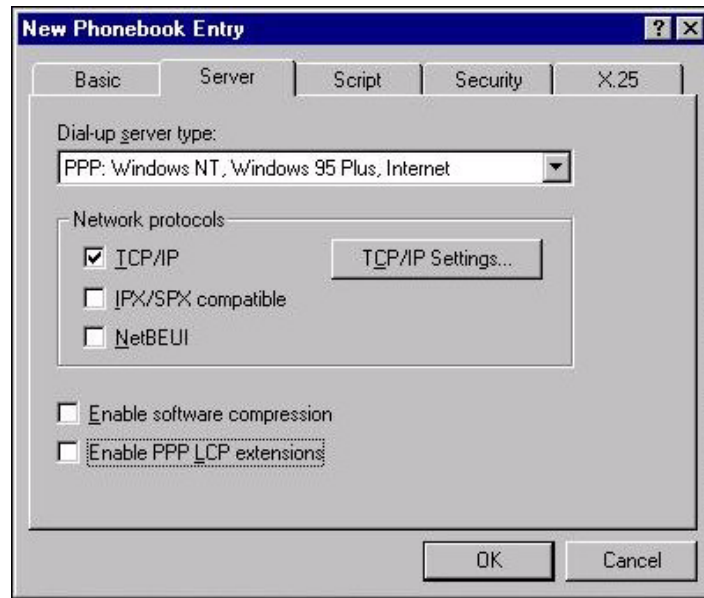 New Phonebook Entry
? X
Basic Server Script Security X.25
Dial-up server type:
PPP: Windows NT, Windows 95 Plus, Internet
Network protocols
TCP/IP TCP/IP Settings...
IPX/SPX compatible
NetBEUI
Enable software compression
Enable PPP LCP extensions
OK Cancel